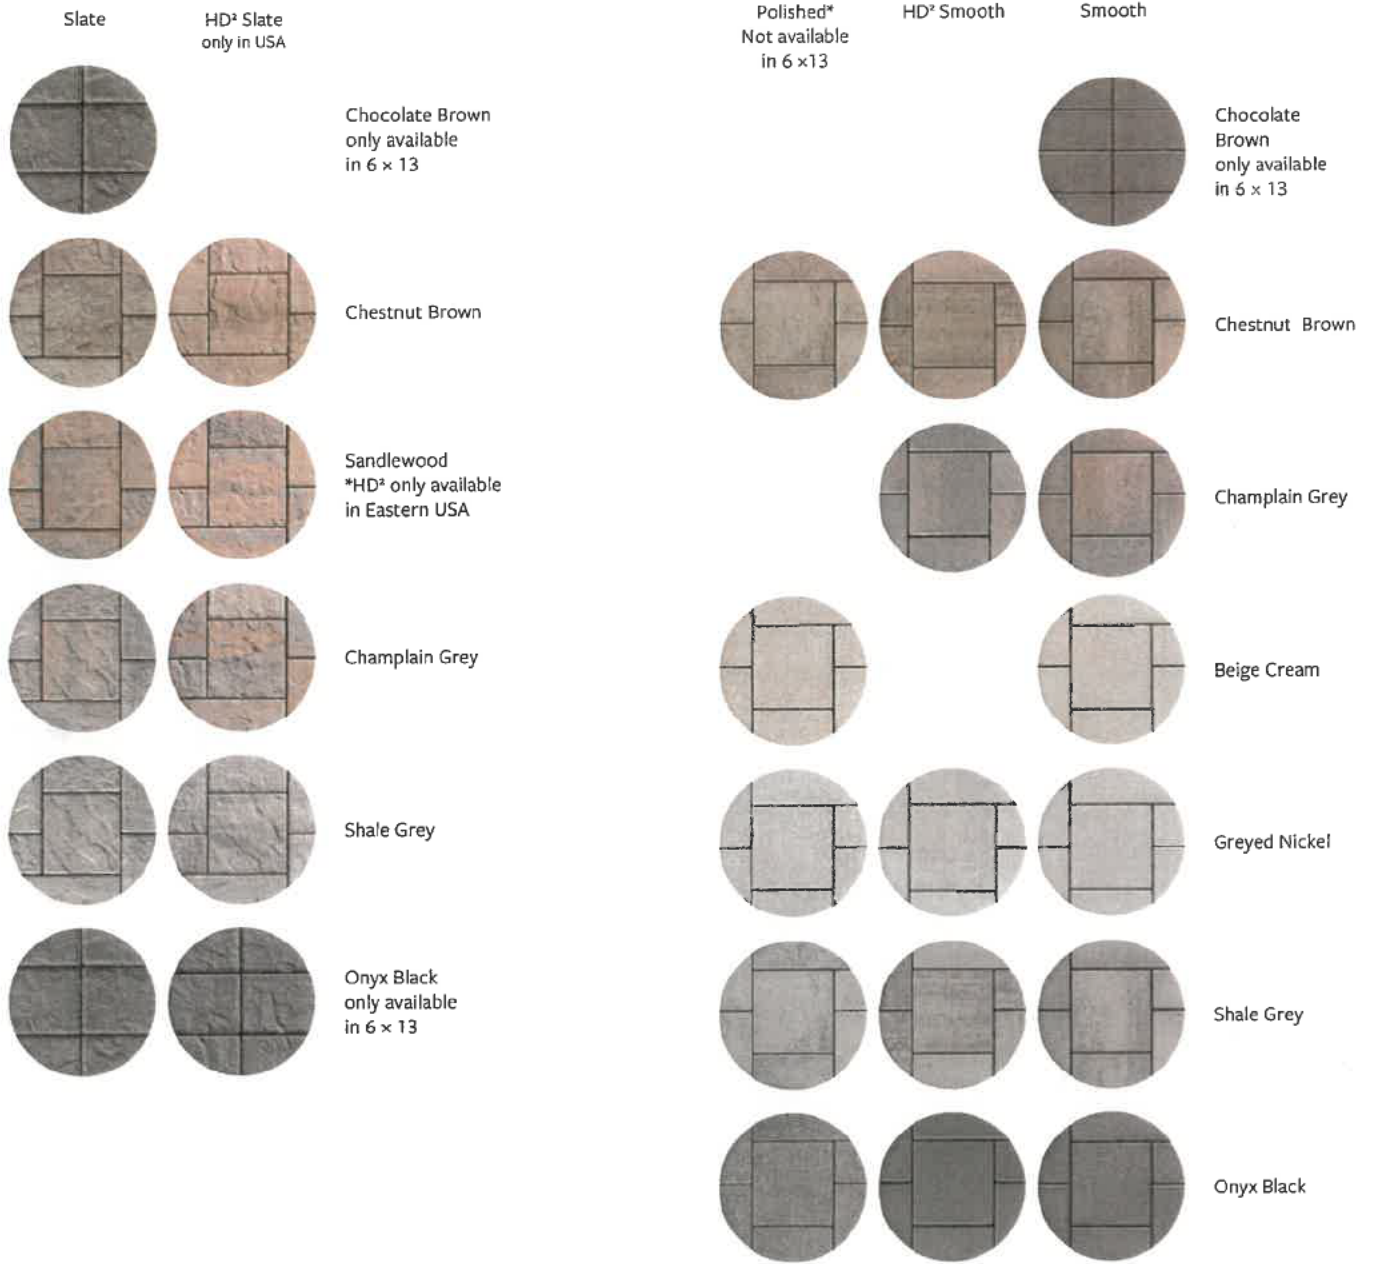 Slate
HD² Slate
only in USA
Chocolate Brown
only available
in 6 × 13
Chestnut Brown
Sandlewood
*HD² only available
in Eastern USA
Champlain Grey
Shale Grey
Onyx Black
only available
in 6 × 13
Polished*
Not available
in 6 ×13
HD² Smooth
Smooth
Chocolate
Brown
only available
in 6 × 13
Chestnut Brown
Champlain Grey
Beige Cream
Greyed Nickel
Shale Grey
Onyx Black